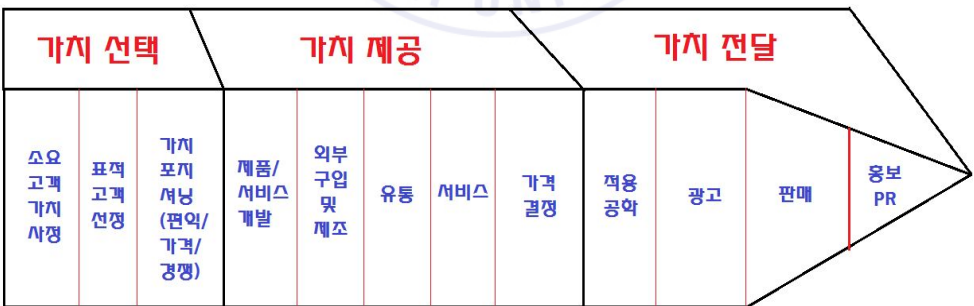 가치 선택
가치 제공
가치 전달
소요
고객
가치
사정
표적
고객
선정
가치
포지
셔닝
(편익/
가격/
경쟁)
제품/
서비스
개발
외부
구입
및
제조
유통
서비스
가격
결정
적용
공학
광고
판매
홍보
PR